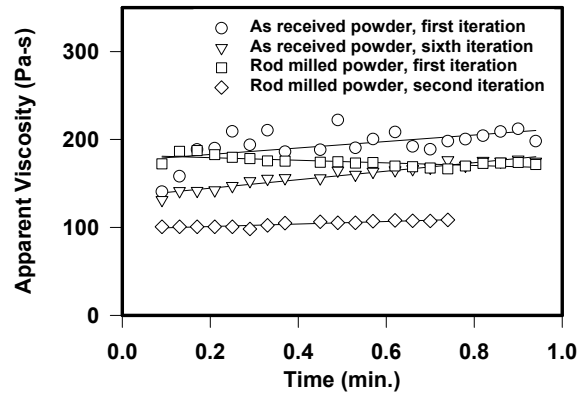 Apparent Viscosity (Pa-s)
300
200
100
0
As received powder, first iteration
As received powder, sixth iteration
Rod milled powder, first iteration
Rod milled powder, second iteration
0.0 0.2 0.4 0.6 0.8 1.0
Time (min.)